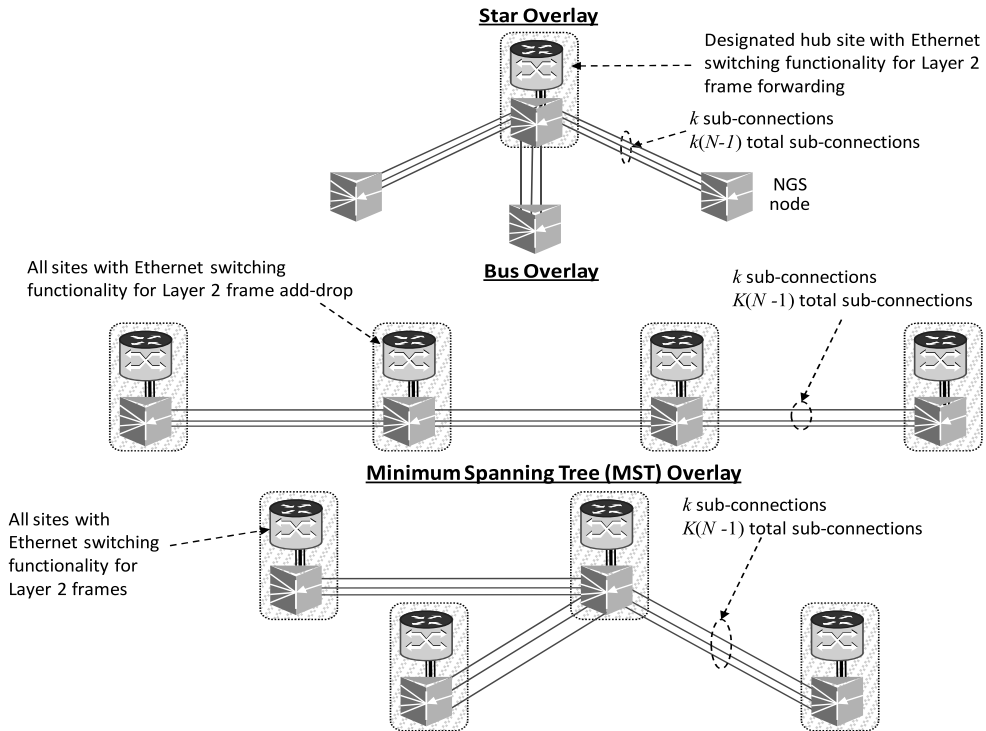 Star Overlay
Designated hub site with Ethernet
switching functionality for Layer 2
frame forwarding
k sub-connections
k(N-1) total sub-connections
NGS
node
Bus Overlay
All sites with Ethernet switching
functionality for Layer 2 frame add-drop
k sub-connections
K(N -1) total sub-connections
Minimum Spanning Tree (MST) Overlay
All sites with
Ethernet switching
functionality for
Layer 2 frames
k sub-connections
K(N -1) total sub-connections